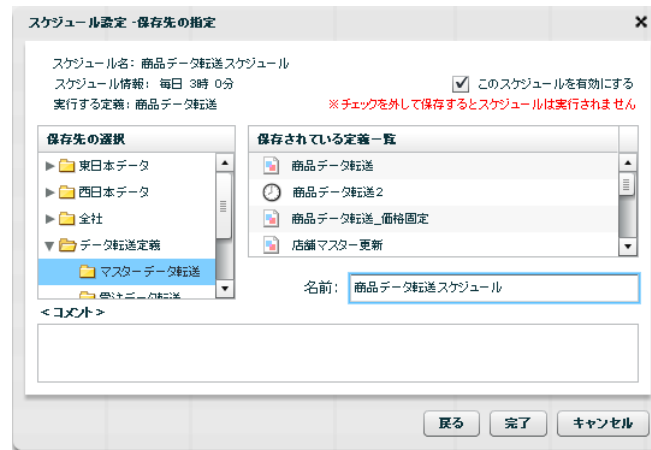 スケジュール設定 -保存先の指定
スケジュール名: 商品データ転送スケジュール
スケジュール情報: 毎日 3時 0分
このスケジュールを有効にする
実行する定義: 商品データ転送
※チェックを外して保存するとスケジュールは実行されません
保存先の選択
東日本データ
西日本データ
全社
データ転送定義
マスターデータ転送
受注データ転送
保存されている定義一覧
商品データ転送
商品データ転送2
商品データ転送_価格固定
店舗マスター更新
名前: 商品データ転送スケジュール
<コメント>
戻る 完了 キャンセル